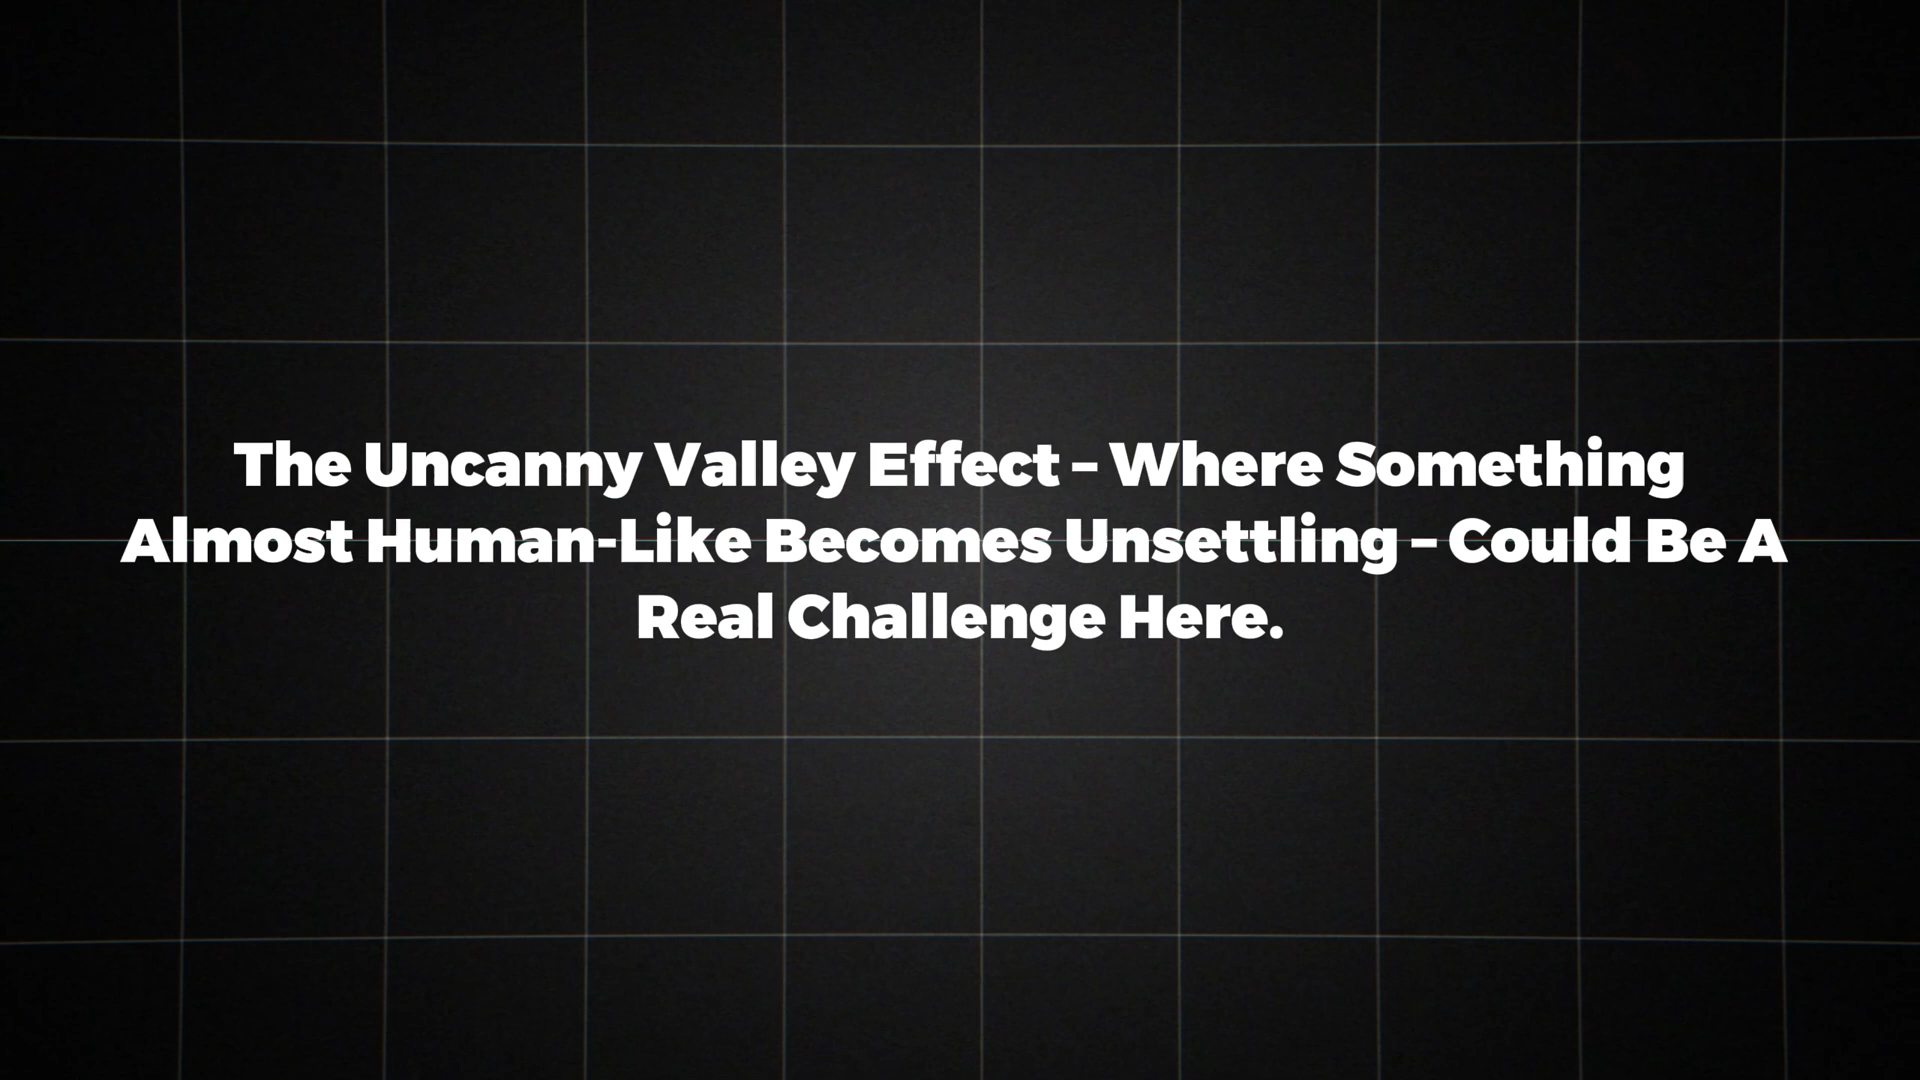 The Uncanny Valley Effect – Where Something
Almost Human-Like Becomes Unsettling – Could Be A
Real Challenge Here.